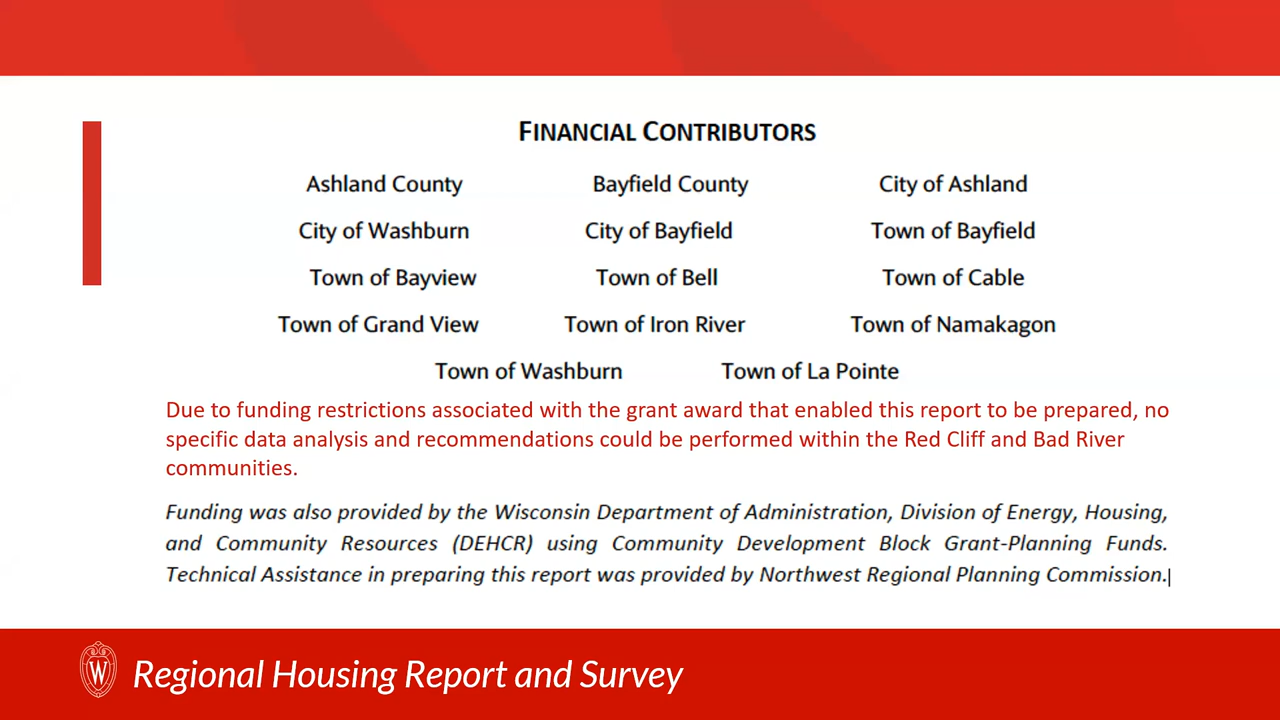 FINANCIAL CONTRIBUTORS
Ashland County Bayfield County City of Ashland
City of Washburn City of Bayfield Town of Bayfield
Town of Bayview Town of Bell Town of Cable
Town of Grand View Town of Iron River Town of Namakagon
Town of Washburn Town of La Pointe
Due to funding restrictions associated with the grant award that enabled this report to be prepared, no
specific data analysis and recommendations could be performed within the Red Cliff and Bad River
communities.
Funding was also provided by the Wisconsin Department of Administration, Division of Energy, Housing,
and Community Resources (DEHCR) using Community Development Block Grant-Planning Funds.
Technical Assistance in preparing this report was provided by Northwest Regional Planning Commission.
W
Regional Housing Report and Survey